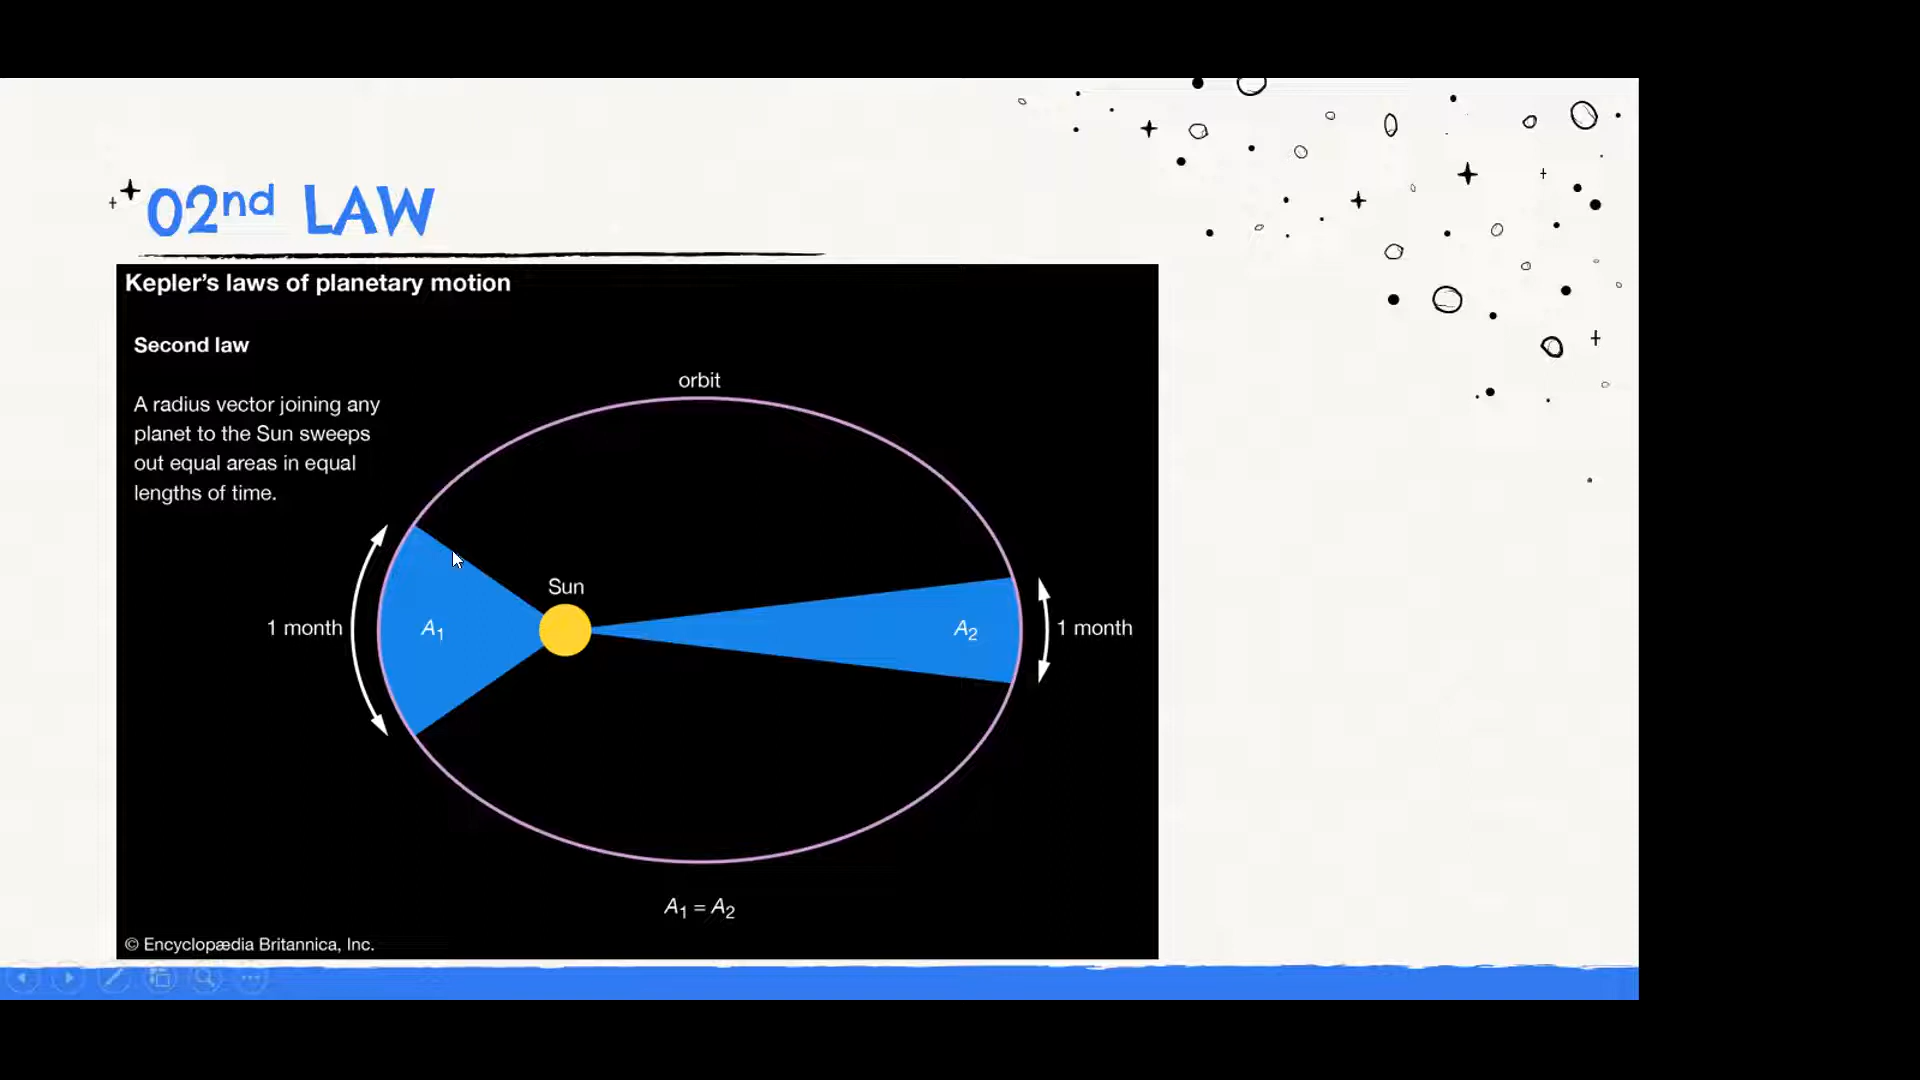 02nd LAW
Kepler's laws of planetary motion
Second law
A radius vector joining any
planet to the Sun sweeps
out equal areas in equal
lengths of time.
orbit
Sun
1 month
A1
A2
1 month
A1 = A2
© Encyclopædia Britannica, Inc.